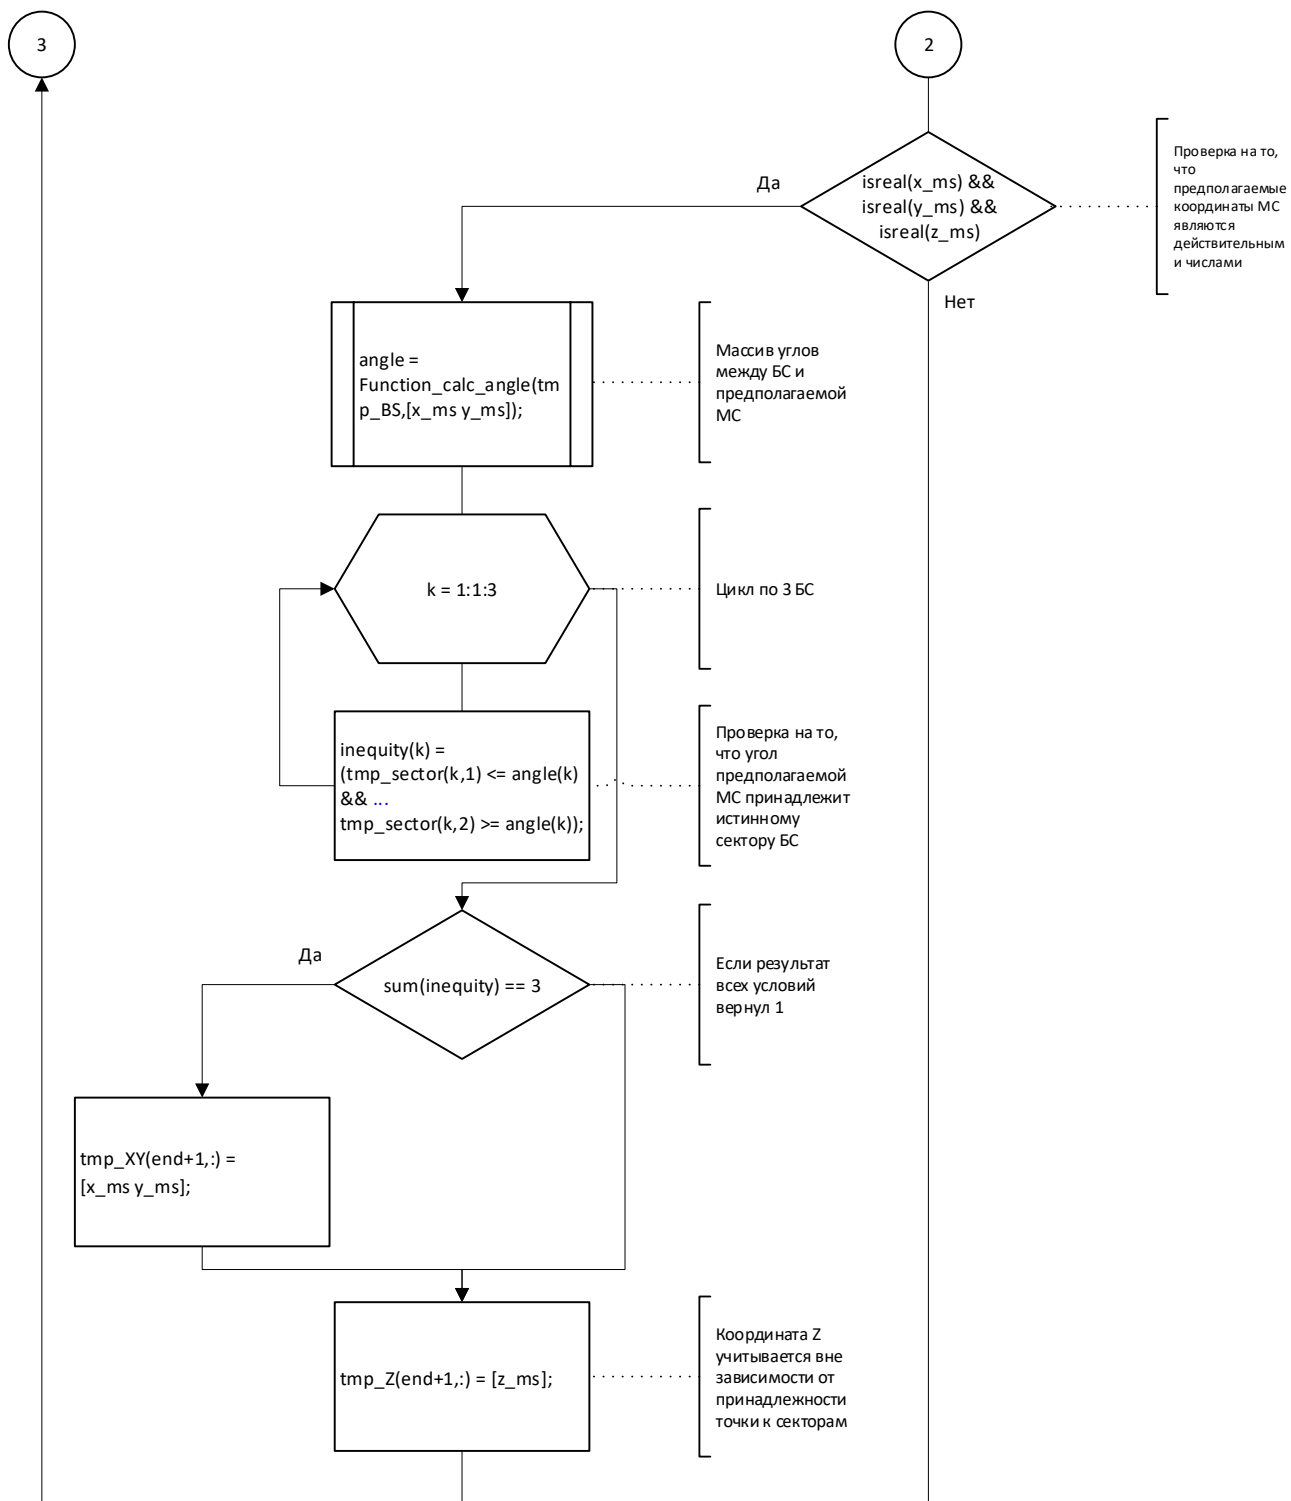 3
2
Да
isreal(x_ms) &&
isreal(y_ms) &&
isreal(z_ms)
Проверка на то,
что
предполагаемые
координаты МС
являются
действительным
и числами
Нет
angle =
Function_calc_angle(tm
p_BS,[x_ms y_ms]);
Массив углов
между БС и
предполагаемой
МС
k = 1:1:3
Цикл по 3 БС
inequity(k) =
(tmp_sector(k,1) <= angle(k)
&& ...
tmp_sector(k,2) >= angle(k));
Проверка на то,
что угол
предполагаемой
МС принадлежит
истинному
сектору БС
Да
sum(inequity) == 3
Если результат
всех условий
вернул 1
tmp_XY(end+1,:) =
[x_ms y_ms];
tmp_Z(end+1,:) = [z_ms];
Координата Z
учитывается вне
зависимости от
принадлежности
точки к секторам